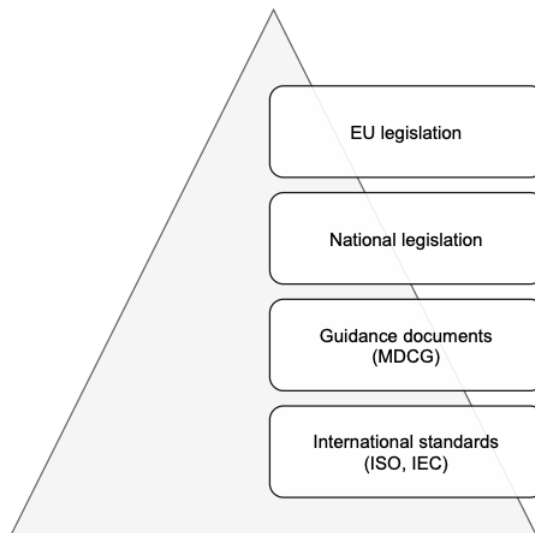 EU legislation
National legislation
Guidance documents
(MDCG)
International standards
(ISO, IEC)